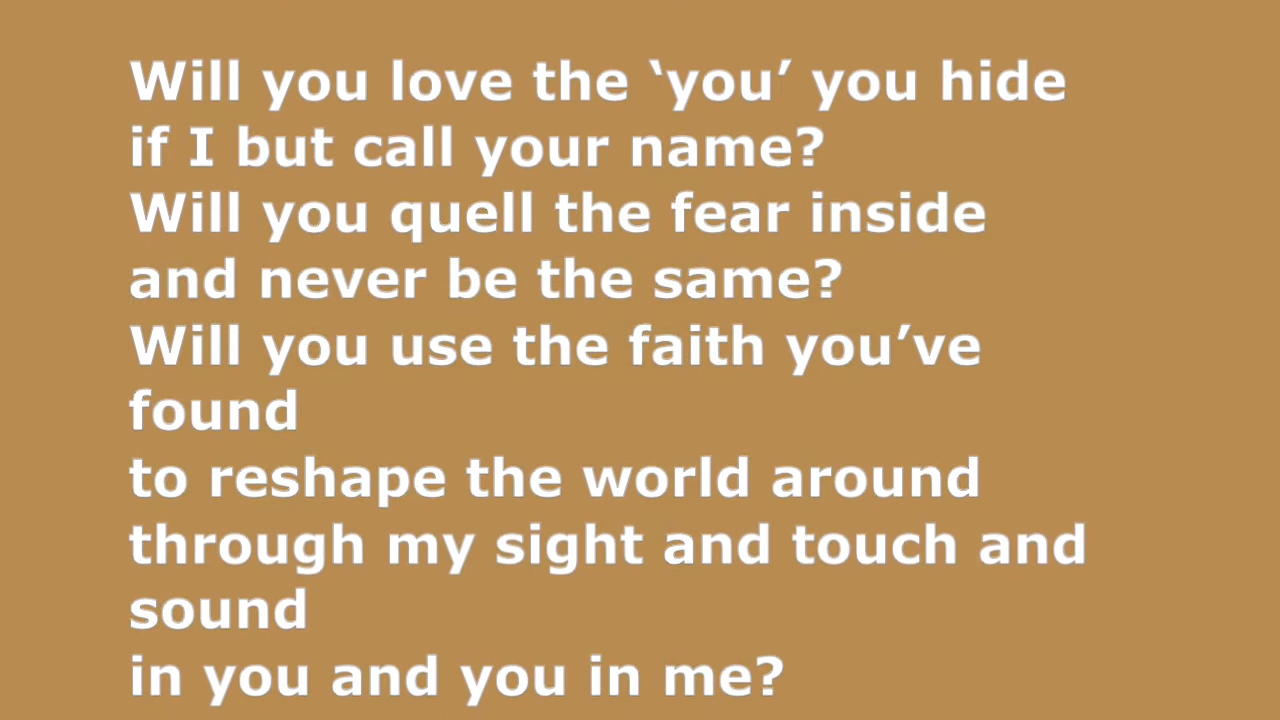 Will you love the ‘you’ you hide
if I but call your name?
Will you quell the fear inside
and never be the same?
Will you use the faith you’ve
found
to reshape the world around
through my sight and touch and
sound
in you and you in me?